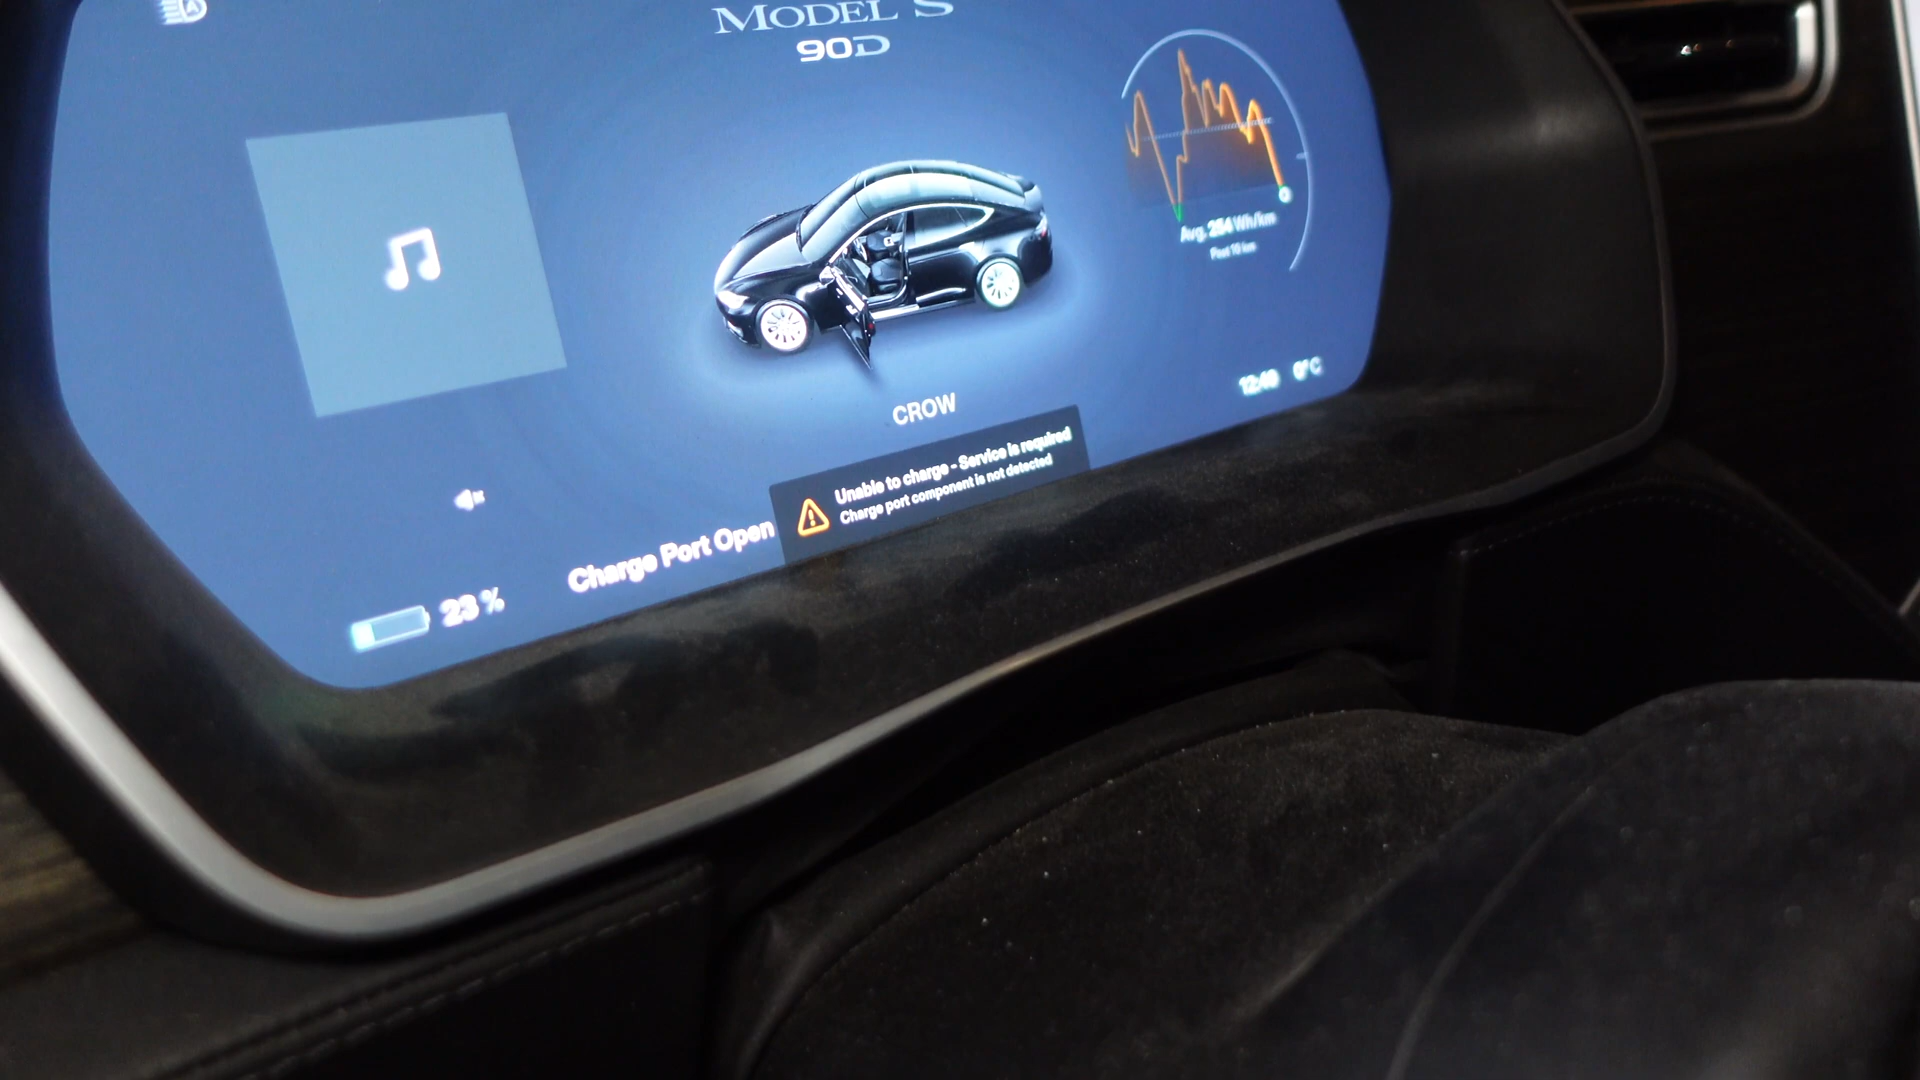 MODEL S
90D
Avg. 254 Wh/km
Past 10 km
12:49 0°C
CROW
Unable to charge - Service is required
Charge port component is not detected
Charge Port Open
23 %